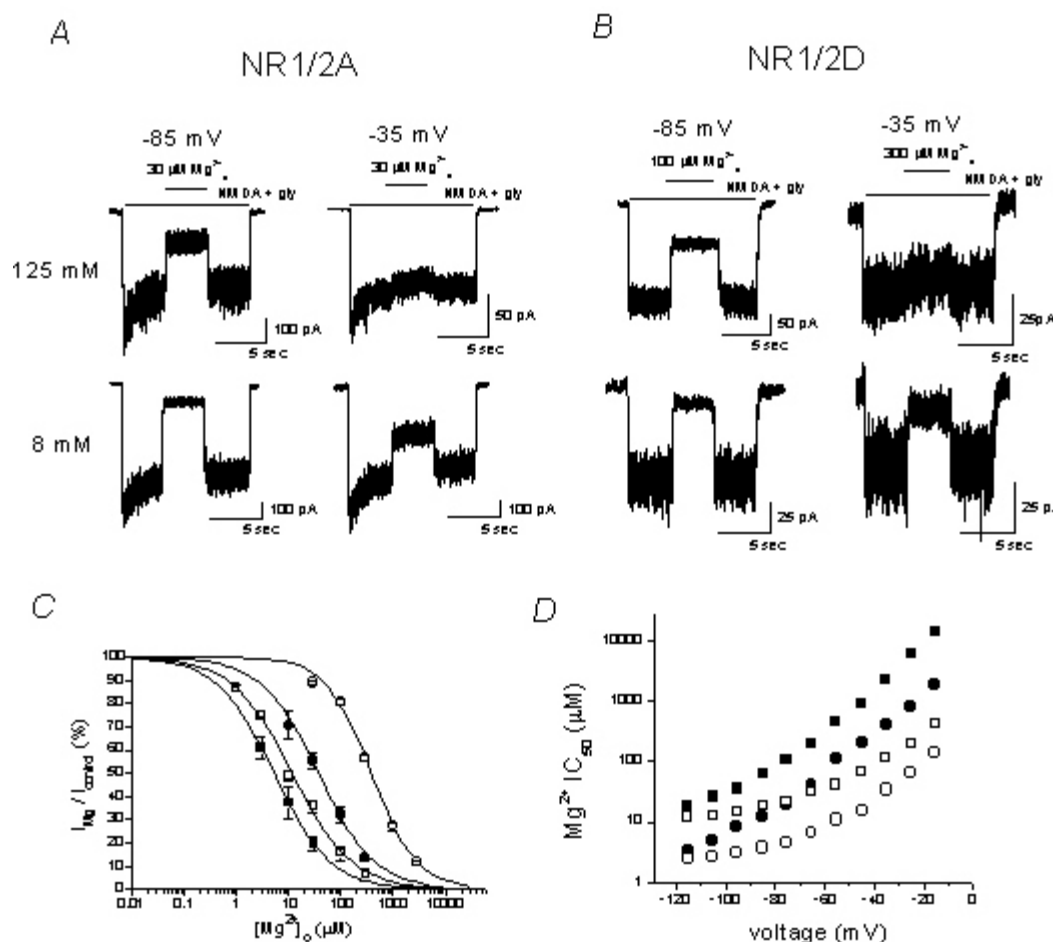 A
B
NR1/2A
NR1/2D
-85 mV
-35 mV
-85 mV
-35 mV
30 µM Mg²⁺o
30 µM Mg²⁺o
100 µM Mg²⁺o
300 µM Mg²⁺o
NMDA + gly
NMDA + gly
NMDA + gly
NMDA + gly
125 mM
100 pA
5 sec
50 pA
5 sec
50 pA
5 sec
25pA
5 sec
8 mM
100 pA
5 sec
100 pA
5 sec
25 pA
5 sec
25 pA
5 sec
C
D
100
90
80
70
60
50
40
30
20
10
0
I Mg / I control (%)
0.01 0.1 1 10 100 1000 10000
[Mg²⁺]o (µM)
10000
1000
100
10
1
Mg²⁺ IC50 (µM)
-120 -100 -80 -60 -40 -20 0
voltage (mV)